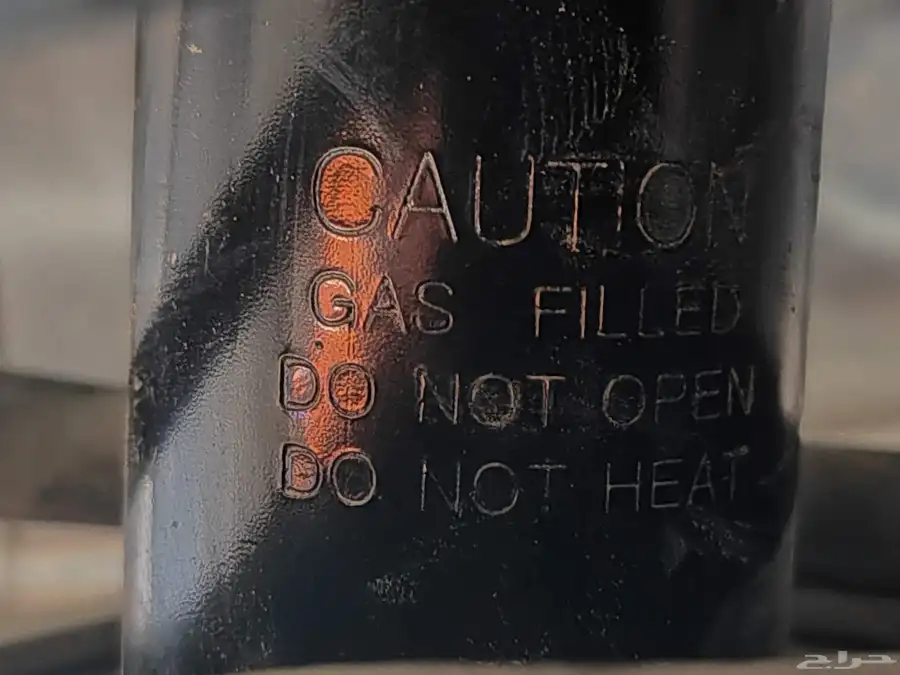 CAUTION
GAS FILLED
DO NOT OPEN
DO NOT HEAT
حراج